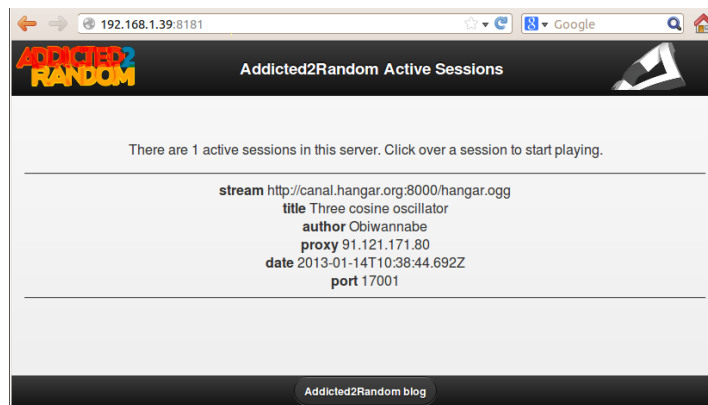 192.168.1.39:8181
Google
ADDICTED2
RANDOM
Addicted2Random Active Sessions
There are 1 active sessions in this server. Click over a session to start playing.
stream http://canal.hangar.org:8000/hangar.ogg
title Three cosine oscillator
author Obiwannabe
proxy 91.121.171.80
date 2013-01-14T10:38:44.692Z
port 17001
Addicted2Random blog